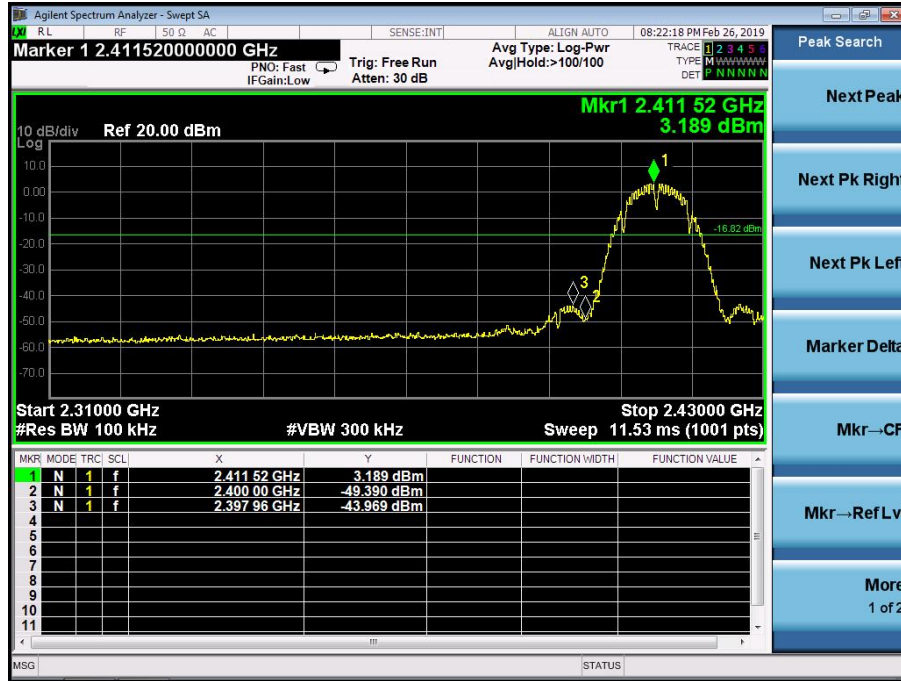 Agilent Spectrum Analyzer - Swept SA
LXI RL RF 50 Ω AC SENSE:INT ALIGN AUTO 08:22:18 PM Feb 26, 2019
Marker 1 2.411520000000 GHz
Avg Type: Log-Pwr
TRACE 1 2 3 4 5 6
PNO: Fast Trig: Free Run Avg|Hold:>100/100
TYPE M WWWWW
IFGain:Low Atten: 30 dB
DET P N N N N N
Peak Search
Mkr1 2.411 52 GHz
10 dB/div Ref 20.00 dBm 3.189 dBm
Log
10.0
0.00
-10.0
-20.0
-30.0
-40.0
-50.0
-60.0
-70.0
1
-16.82 dBm
3
2
Start 2.31000 GHz Stop 2.43000 GHz
#Res BW 100 kHz #VBW 300 kHz Sweep 11.53 ms (1001 pts)
MKR MODE TRC SCL X Y FUNCTION FUNCTION WIDTH FUNCTION VALUE
1 N 1 f 2.411 52 GHz 3.189 dBm
2 N 1 f 2.400 00 GHz -49.390 dBm
3 N 1 f 2.397 96 GHz -43.969 dBm
4
5
6
7
8
9
10
11
MSG STATUS
Next Peak
Next Pk Right
Next Pk Left
Marker Delta
Mkr→CF
Mkr→Ref Lv
More
1 of 2